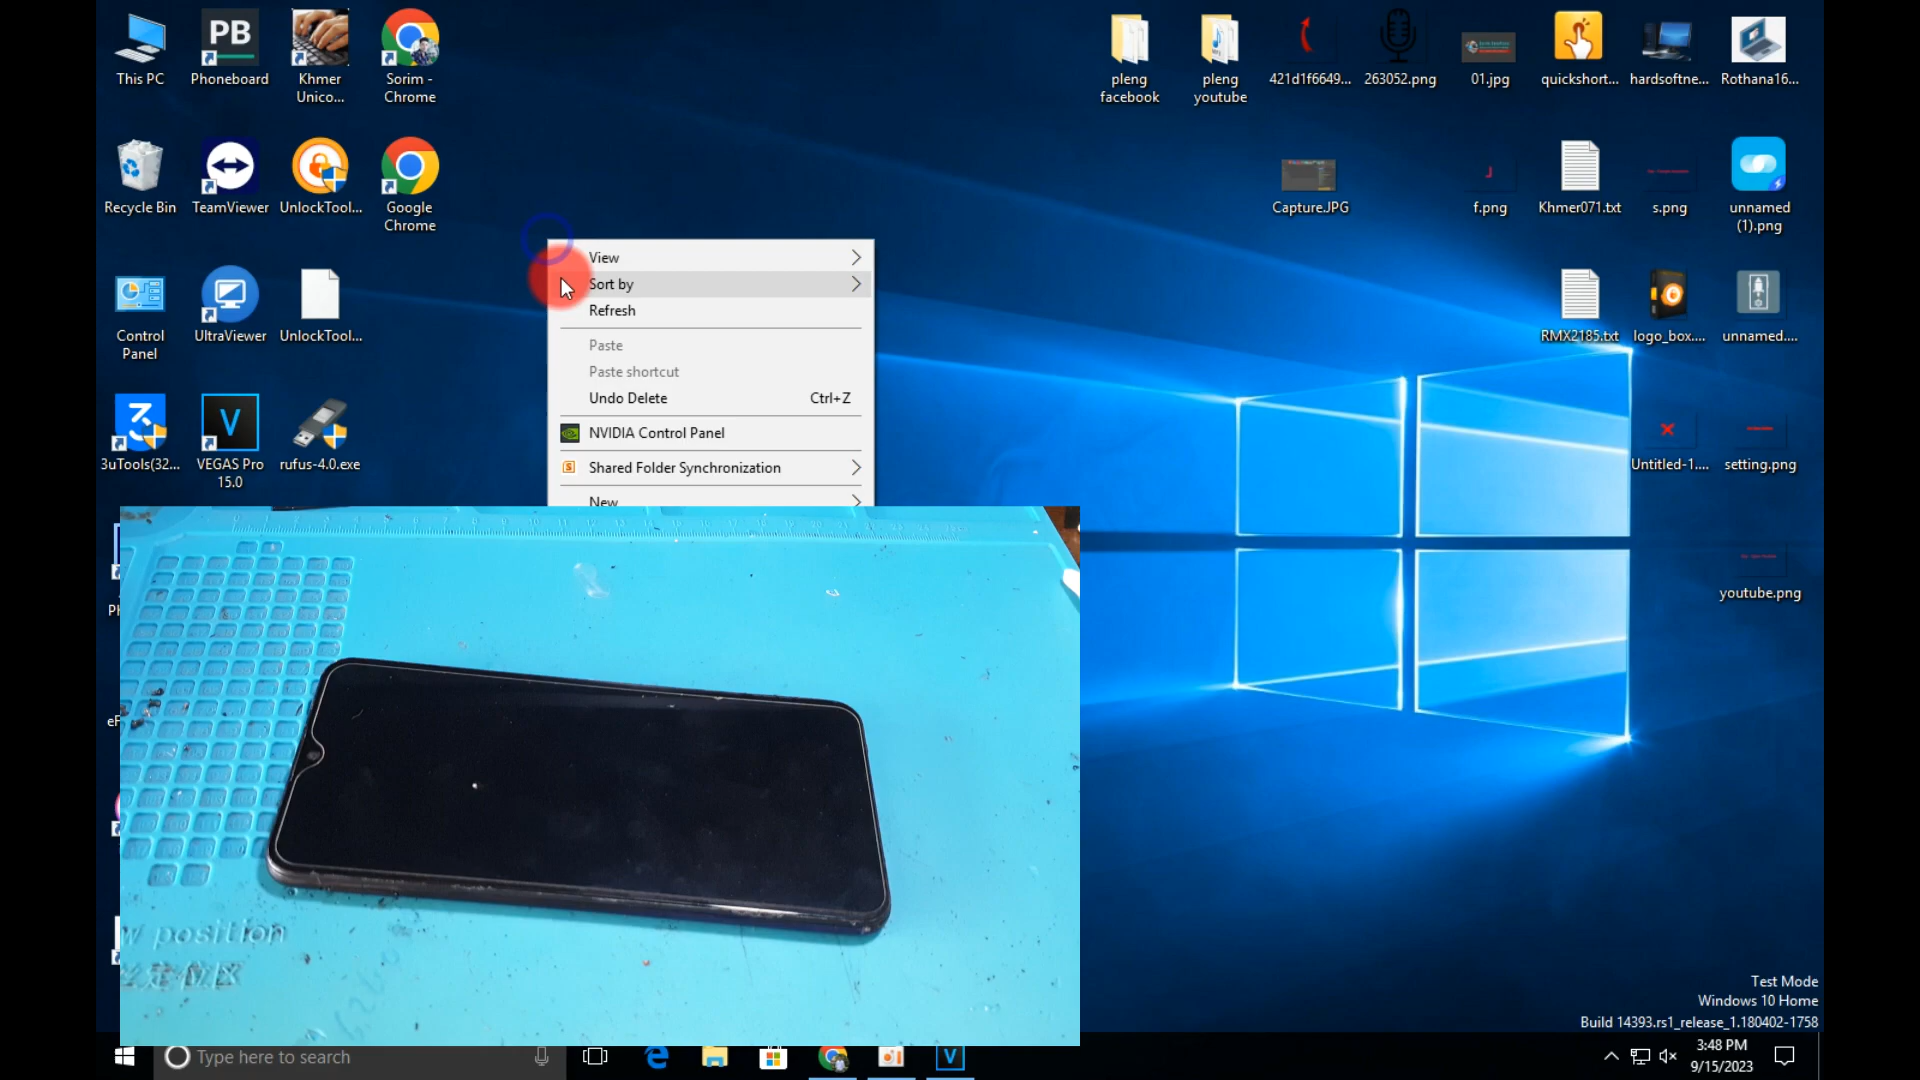 This PC
PB
Phoneboard
Khmer
Unico...
Sorim -
Chrome
pleng
facebook
pleng
youtube
421d1f6649...
263052.png
01.jpg
quickshort...
hardsoftne...
Rothana16...
Recycle Bin
TeamViewer
UnlockTool...
Google
Chrome
Capture.JPG
f.png
Khmer071.txt
s.png
unnamed
(1).png
View
Sort by
Refresh
Paste
Paste shortcut
Undo Delete
Ctrl+Z
NVIDIA Control Panel
Shared Folder Synchronization
New
Control
Panel
UltraViewer
UnlockTool...
RMX2185.txt
logo_box....
unnamed....
3uTools(32...
V
VEGAS Pro
15.0
rufus-4.0.exe
Untitled-1....
setting.png
youtube.png
w position
定位区
Test Mode
Windows 10 Home
Build 14393.rs1_release_1.180402-1758
Type here to search
V
3:48 PM
9/15/2023